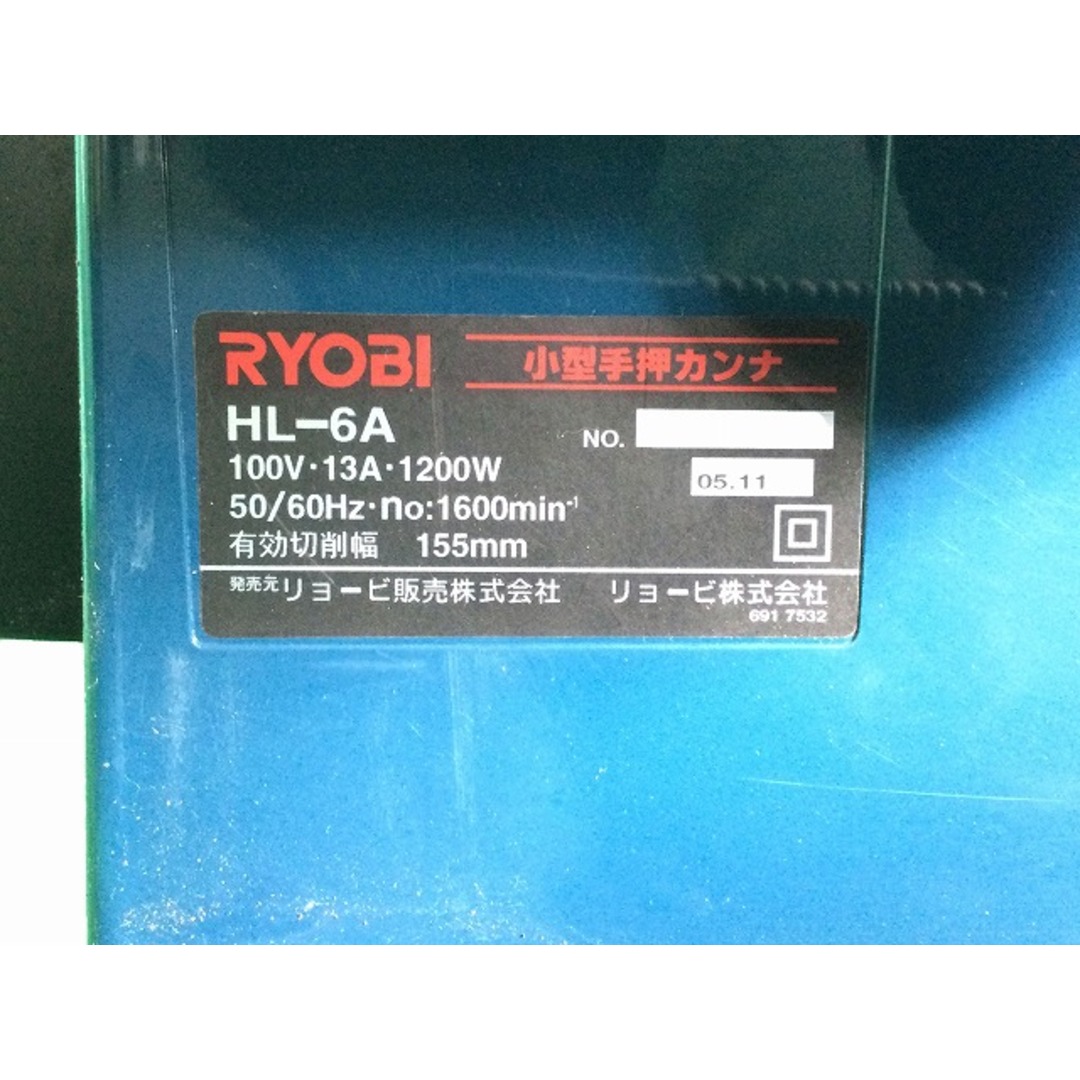 RYOBI 小型手押カンナ
HL-6A NO.
05.11
100V・13A・1200W
50/60Hz・no:1600min⁻¹
有効切削幅 155mm
発売元リョービ販売株式会社 リョービ株式会社
691 7532